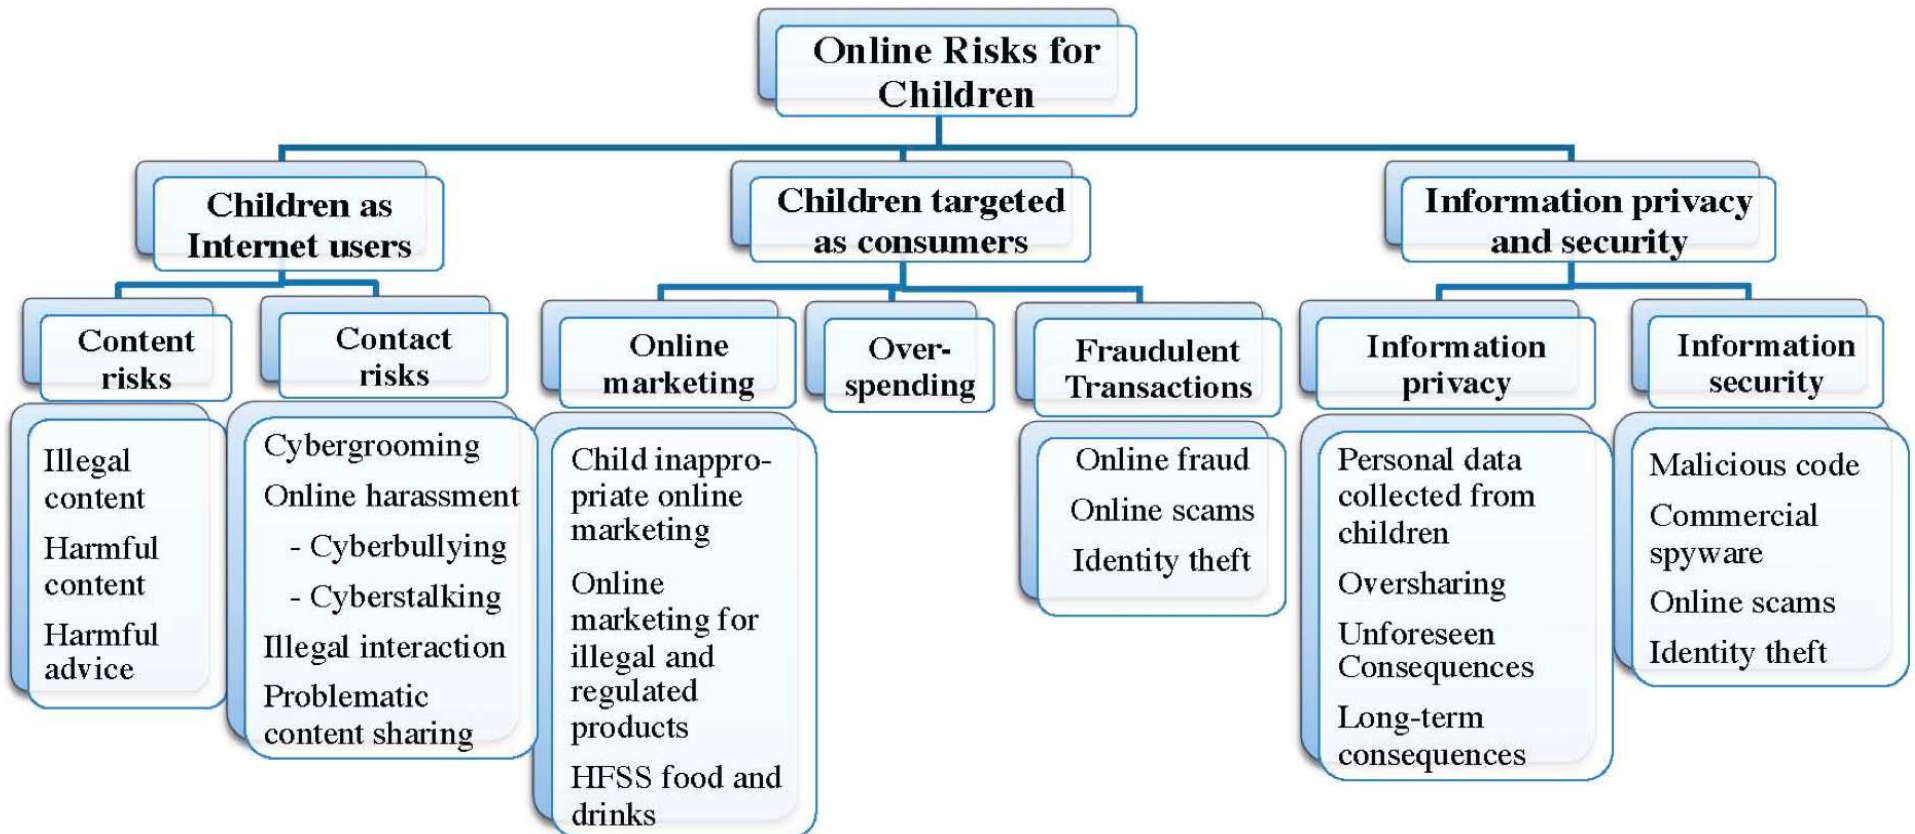 Online Risks for
Children
Children as
Internet users
Children targeted
as consumers
Information privacy
and security
Content
risks
Contact
risks
Online
marketing
Over-
spending
Fraudulent
Transactions
Information
privacy
Information
security
Illegal
content
Harmful
content
Harmful
advice
Cybergrooming
Online harassment
- Cyberbullying
- Cyberstalking
Illegal interaction
Problematic
content sharing
Child inappro-
priate online
marketing
Online
marketing for
illegal and
regulated
products
HFSS food and
drinks
Online fraud
Online scams
Identity theft
Personal data
collected from
children
Oversharing
Unforeseen
Consequences
Long-term
consequences
Malicious code
Commercial
spyware
Online scams
Identity theft